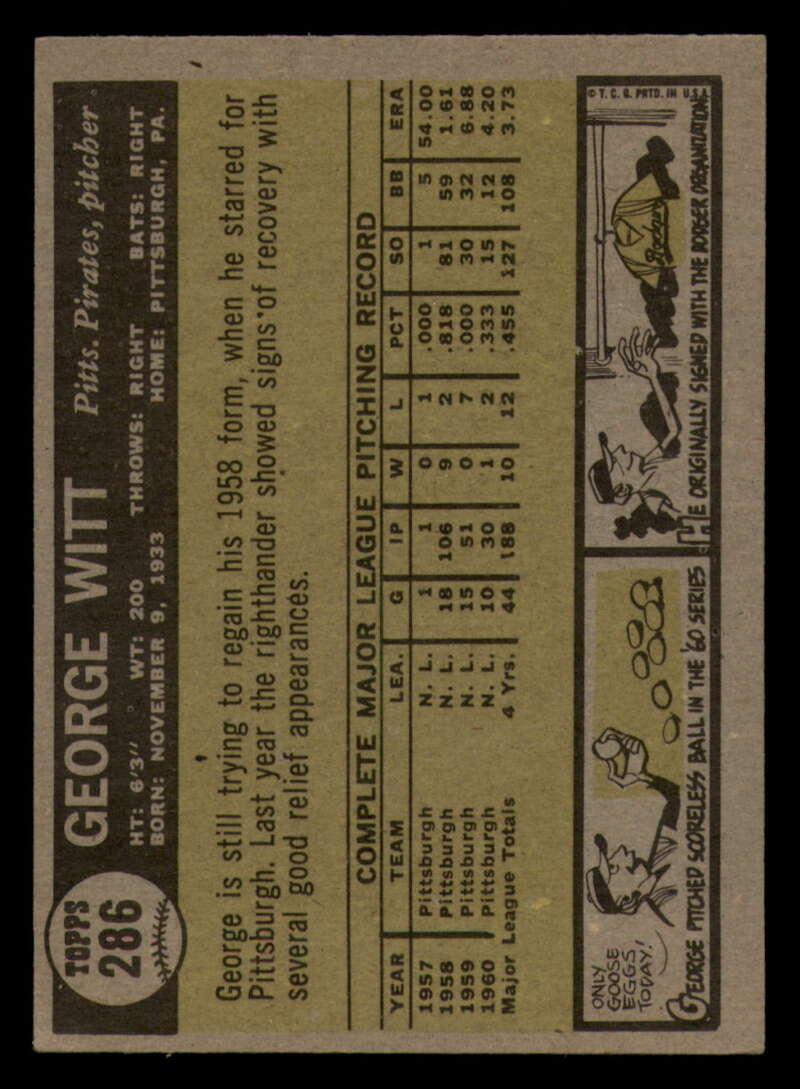 TOPPS
286
GEORGE WITT Pitts. Pirates, pitcher
HT: 6'3" WT: 200 THROWS: RIGHT BATS: RIGHT
BORN: NOVEMBER 9, 1933 HOME: PITTSBURGH, PA.
George is still trying to regain his 1958 form, when he starred for
Pittsburgh. Last year the righthander showed signs of recovery with
several good relief appearances.
COMPLETE MAJOR LEAGUE PITCHING RECORD
YEAR TEAM LEA. G IP W L PCT SO BB ERA
1957 Pittsburgh N. L. 1 1 0 1 .000 1 5 54.00
1958 Pittsburgh N. L. 18 106 9 2 .818 81 59 1.61
1959 Pittsburgh N. L. 15 51 0 7 .000 30 32 6.88
1960 Pittsburgh N. L. 10 30 1 2 .333 15 12 4.20
Major League Totals 4 Yrs. 44 188 10 12 .455 127 108 3.73
ONLY
GOOSE
EGGS
TODAY!
GEORGE PITCHED SCORELESS BALL IN THE '60 SERIES
© T. C. G. PRTD. IN U.S.A.
Dodgers
HE ORIGINALLY SIGNED WITH THE DODGER ORGANIZATION.